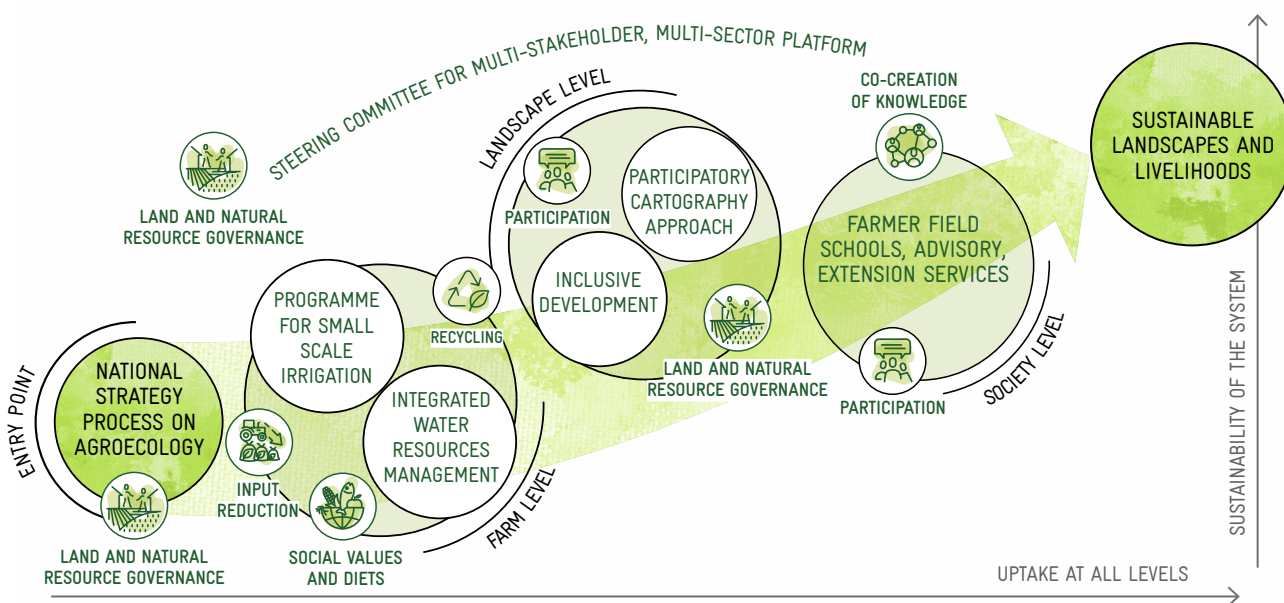 STEERING COMMITTEE FOR MULTI-STAKEHOLDER, MULTI-SECTOR PLATFORM
LAND AND NATURAL
RESOURCE GOVERNANCE
ENTRY POINT
NATIONAL
STRATEGY
PROCESS ON
AGROECOLOGY
LAND AND NATURAL
RESOURCE GOVERNANCE
PROGRAMME
FOR SMALL
SCALE
IRRIGATION
RECYCLING
INTEGRATED
WATER
RESOURCES
MANAGEMENT
INPUT
REDUCTION
SOCIAL VALUES
AND DIETS
FARM LEVEL
LANDSCAPE LEVEL
PARTICIPATION
PARTICIPATORY
CARTOGRAPHY
APPROACH
INCLUSIVE
DEVELOPMENT
LAND AND NATURAL
RESOURCE GOVERNANCE
CO-CREATION
OF KNOWLEDGE
FARMER FIELD
SCHOOLS, ADVISORY,
EXTENSION SERVICES
PARTICIPATION
SOCIETY LEVEL
SUSTAINABLE
LANDSCAPES AND
LIVELIHOODS
SUSTAINABILITY OF THE SYSTEM
UPTAKE AT ALL LEVELS